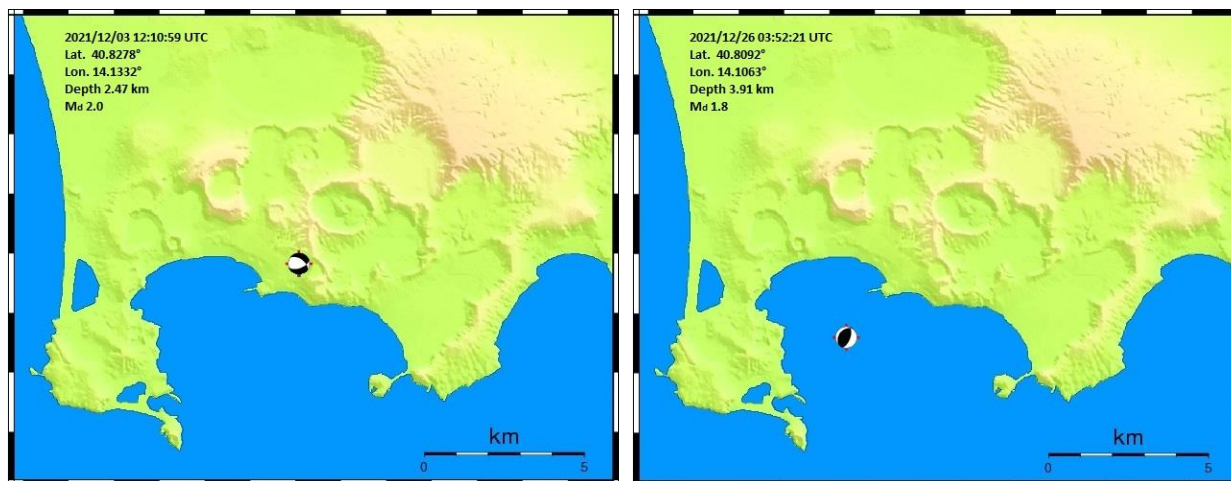 2021/12/03 12:10:59 UTC
Lat. 40.8278°
Lon. 14.1332°
Depth 2.47 km
Md 2.0
km
0 5
2021/12/26 03:52:21 UTC
Lat. 40.8092°
Lon. 14.1063°
Depth 3.91 km
Md 1.8
km
0 5